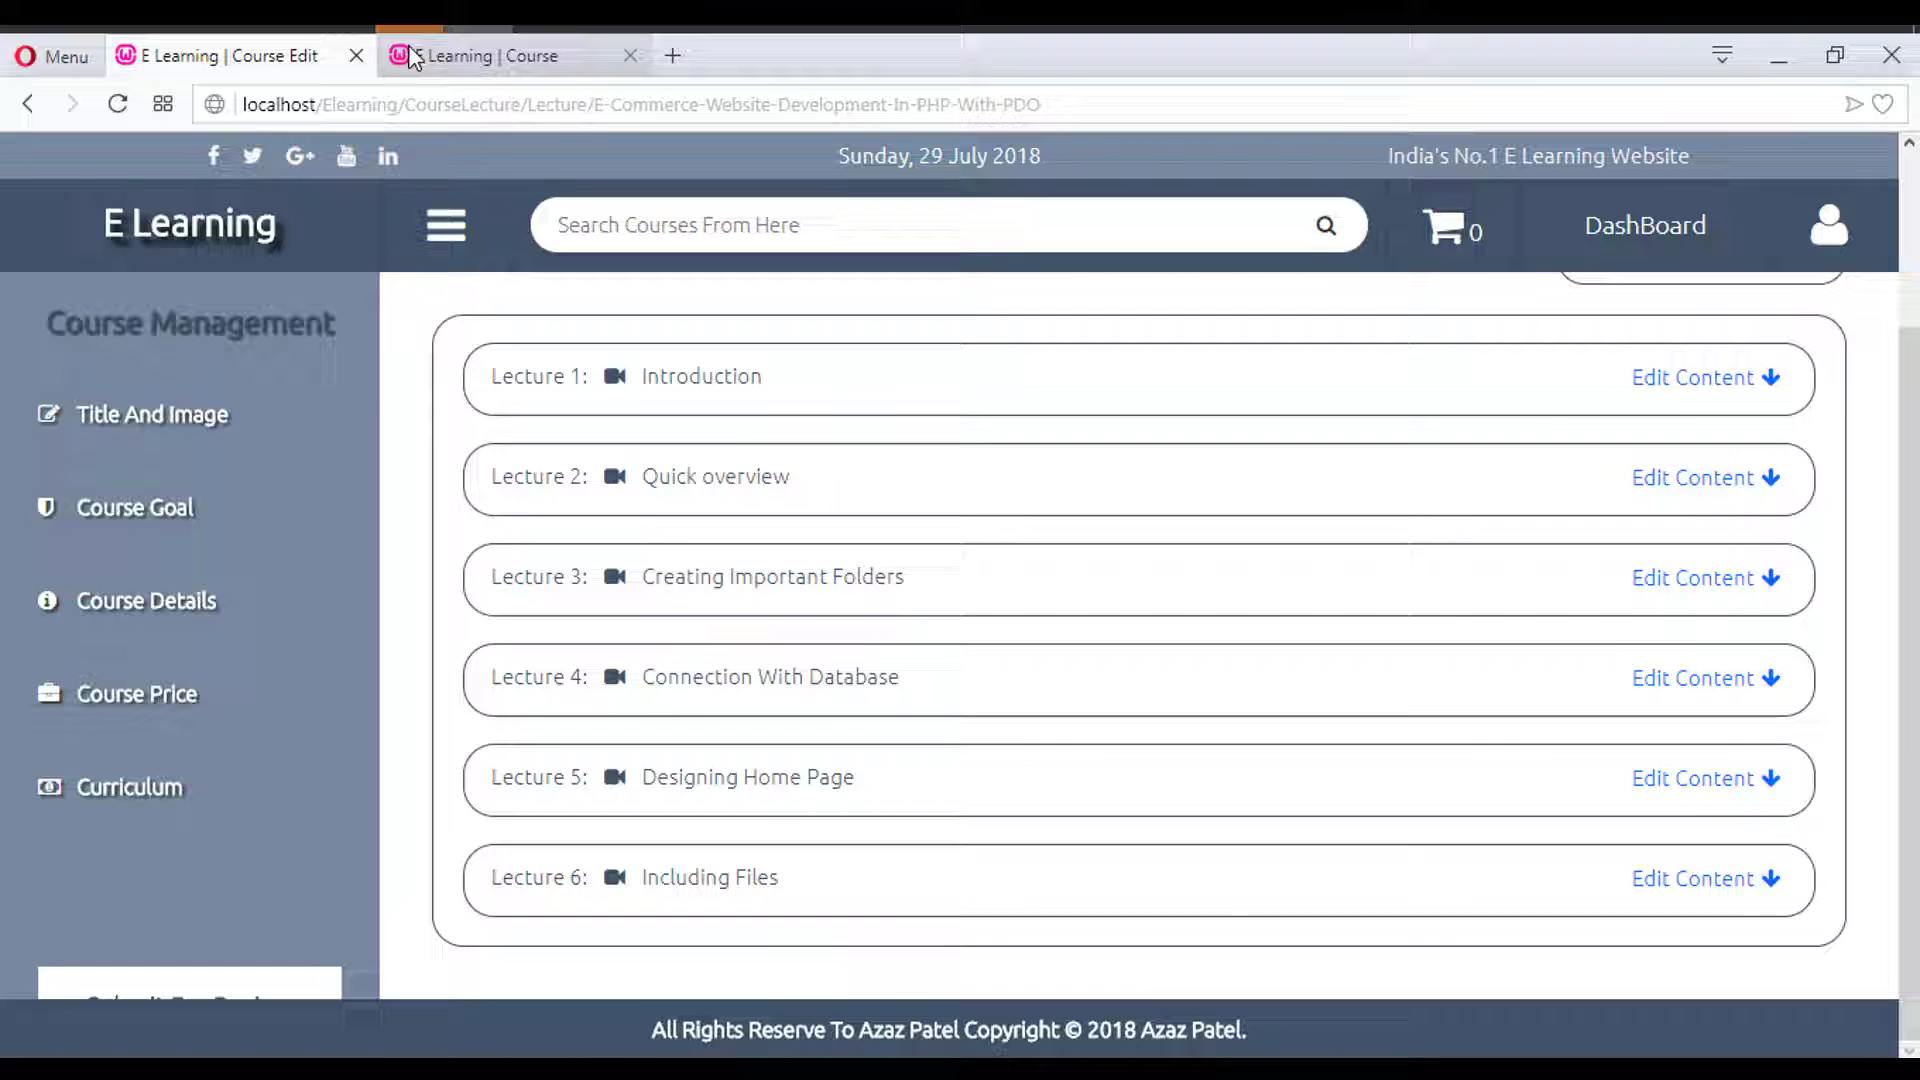 Menu
E Learning | Course Edit
Learning | Course
localhost/Elearning/CourseLecture/Lecture/E-Commerce-Website-Development-In-PHP-With-PDO
Sunday, 29 July 2018
India's No.1 E Learning Website
E Learning
Search Courses From Here
0
DashBoard
Course Management
Title And Image
Course Goal
Course Details
Course Price
Curriculum
Lecture 1: Introduction
Edit Content
Lecture 2: Quick overview
Edit Content
Lecture 3: Creating Important Folders
Edit Content
Lecture 4: Connection With Database
Edit Content
Lecture 5: Designing Home Page
Edit Content
Lecture 6: Including Files
Edit Content
All Rights Reserve To Azaz Patel Copyright © 2018 Azaz Patel.